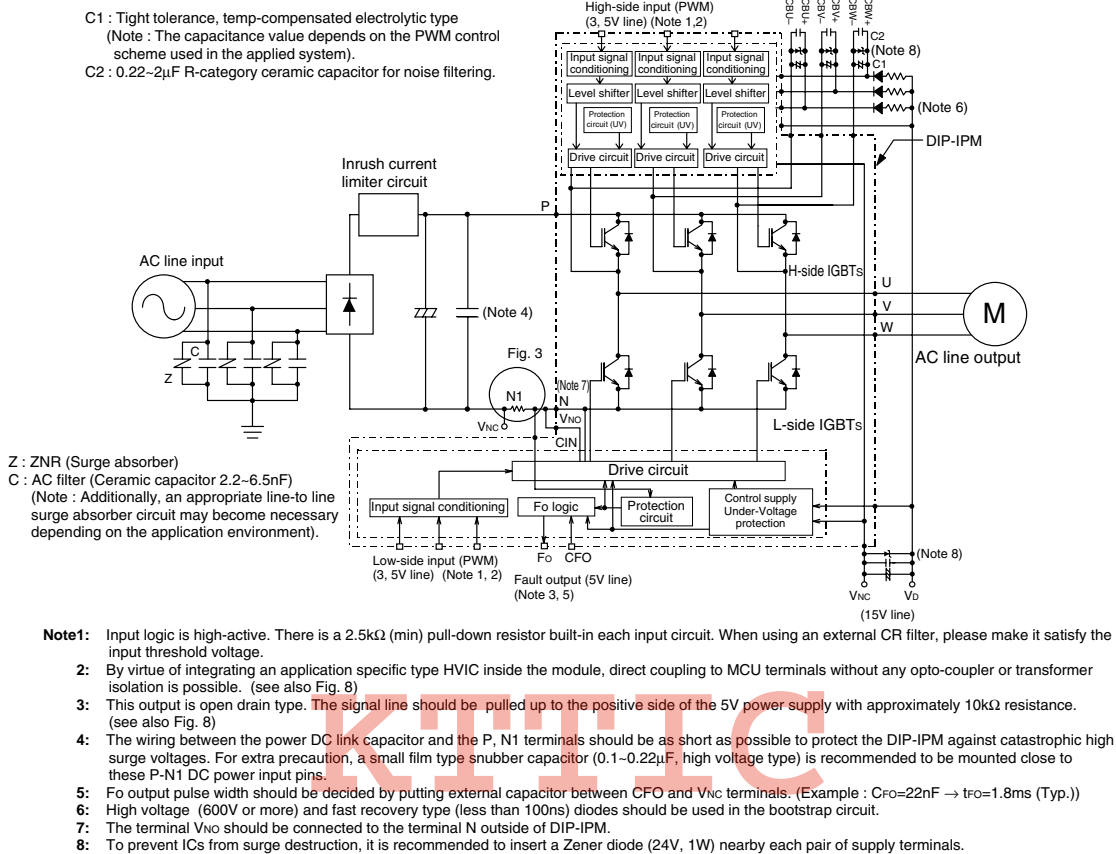 C1 : Tight tolerance, temp-compensated electrolytic type
(Note : The capacitance value depends on the PWM control
scheme used in the applied system).
C2 : 0.22~2μF R-category ceramic capacitor for noise filtering.
High-side input (PWM)
(3, 5V line) (Note 1,2)
CBU-
CBU+
CBV-
CBV+
CBW-
CBW+
C2
(Note 8)
C1
(Note 6)
Input signal
conditioning
Input signal
conditioning
Input signal
conditioning
Level shifter
Level shifter
Level shifter
Protection
circuit (UV)
Protection
circuit (UV)
Protection
circuit (UV)
Drive circuit
Drive circuit
Drive circuit
DIP-IPM
Inrush current
limiter circuit
P
AC line input
H-side IGBTs
U
V
W
M
AC line output
(Note 4)
C
Z
Fig. 3
N1
VNC
(Note 7)
N
VNO
CIN
L-side IGBTs
Z : ZNR (Surge absorber)
C : AC filter (Ceramic capacitor 2.2~6.5nF)
(Note : Additionally, an appropriate line-to line
surge absorber circuit may become necessary
depending on the application environment).
Drive circuit
Input signal conditioning
Fo logic
Protection
circuit
Control supply
Under-Voltage
protection
Low-side input (PWM)
(3, 5V line) (Note 1, 2)
FO CFO
Fault output (5V line)
(Note 3, 5)
(Note 8)
VNC VD
(15V line)
Note1: Input logic is high-active. There is a 2.5kΩ (min) pull-down resistor built-in each input circuit. When using an external CR filter, please make it satisfy the
input threshold voltage.
2: By virtue of integrating an application specific type HVIC inside the module, direct coupling to MCU terminals without any opto-coupler or transformer
isolation is possible. (see also Fig. 8)
3: This output is open drain type. The signal line should be pulled up to the positive side of the 5V power supply with approximately 10kΩ resistance.
(see also Fig. 8)
4: The wiring between the power DC link capacitor and the P, N1 terminals should be as short as possible to protect the DIP-IPM against catastrophic high
surge voltages. For extra precaution, a small film type snubber capacitor (0.1~0.22μF, high voltage type) is recommended to be mounted close to
these P-N1 DC power input pins.
5: Fo output pulse width should be decided by putting external capacitor between CFO and VNC terminals. (Example : CFO=22nF → tFO=1.8ms (Typ.))
6: High voltage (600V or more) and fast recovery type (less than 100ns) diodes should be used in the bootstrap circuit.
7: The terminal VNO should be connected to the terminal N outside of DIP-IPM.
8: To prevent ICs from surge destruction, it is recommended to insert a Zener diode (24V, 1W) nearby each pair of supply terminals.
KTTIC